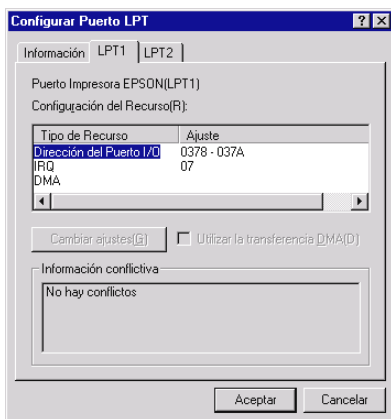 Configurar Puerto LPT
Información LPT1 LPT2
Puerto Impresora EPSON(LPT1)
Configuración del Recurso(R):
Tipo de Recurso Ajuste
Dirección del Puerto I/O 0378 - 037A
IRQ 07
DMA
Cambiar ajustes(G) Utilizar la transferencia DMA(D)
Información conflictiva
No hay conflictos
Aceptar Cancelar